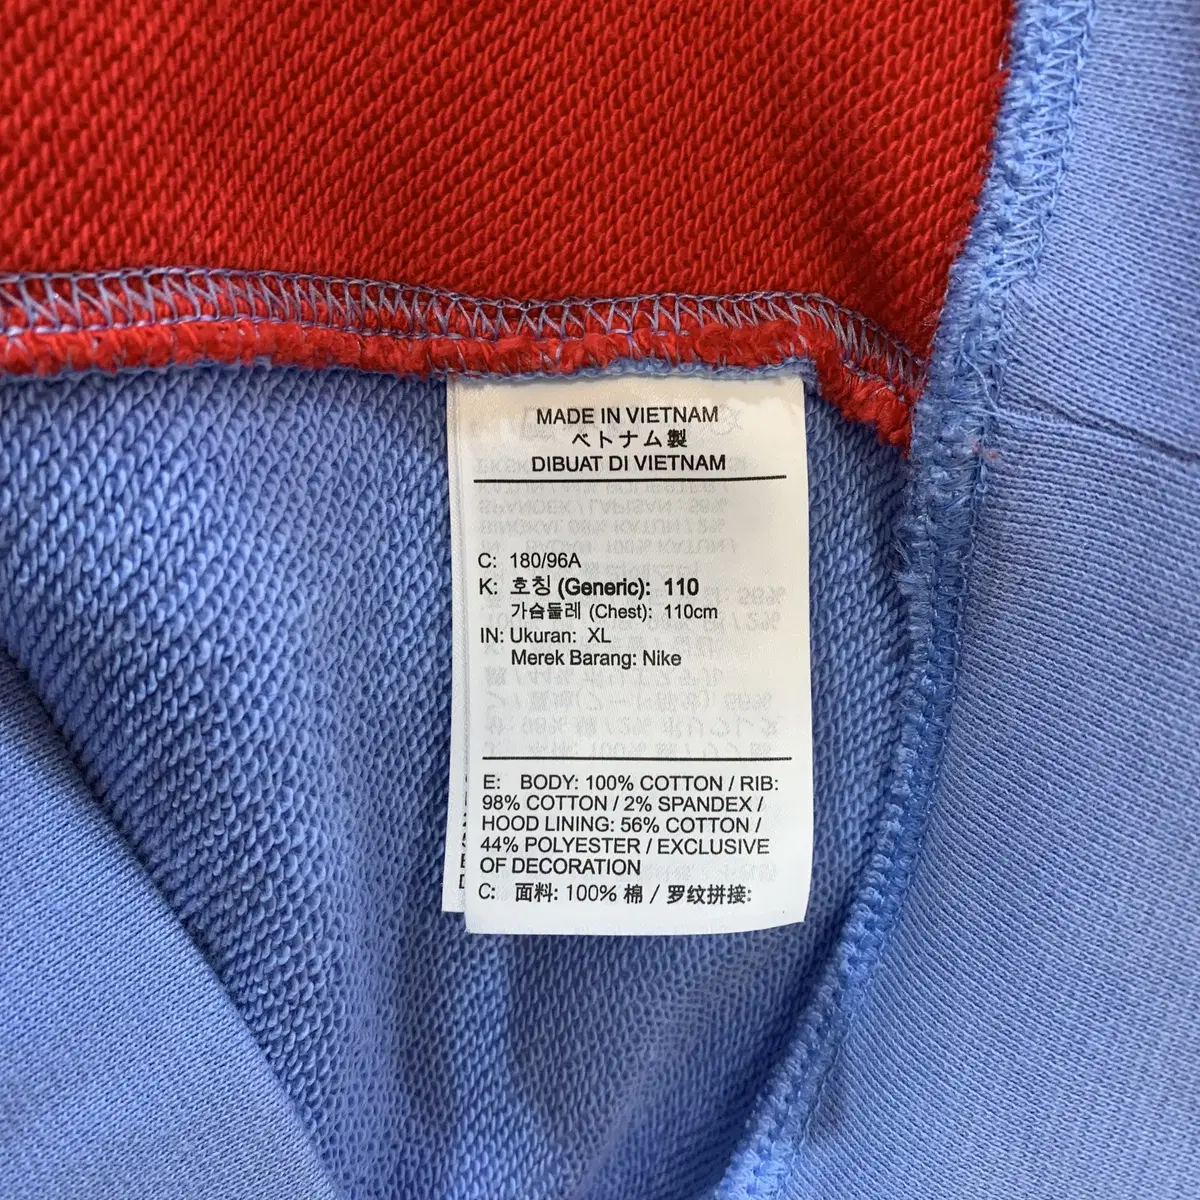 MADE IN VIETNAM
ベトナム製
DIBUAT DI VIETNAM
C: 180/96A
K: 호칭 (Generic): 110
가슴둘레 (Chest): 110cm
IN: Ukuran: XL
Merek Barang: Nike
E: BODY: 100% COTTON / RIB:
98% COTTON / 2% SPANDEX /
HOOD LINING: 56% COTTON /
44% POLYESTER / EXCLUSIVE
OF DECORATION
C: 面料: 100% 棉 / 罗纹拼接: